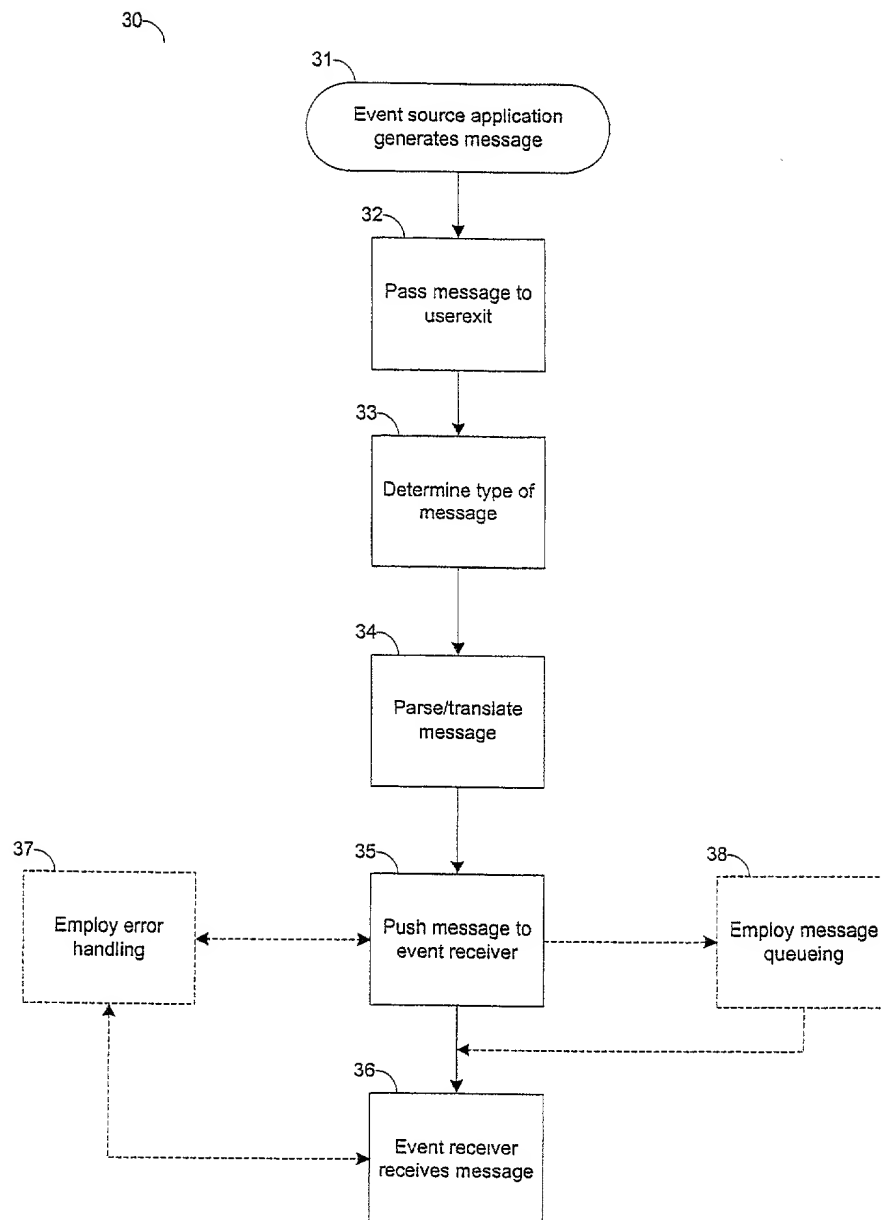 30
31
Event source application
generates message
32
Pass message to
userexit
33
Determine type of
message
34
Parse/translate
message
37
Employ error
handling
35
Push message to
event receiver
38
Employ message
queueing
36
Event receiver
receives message